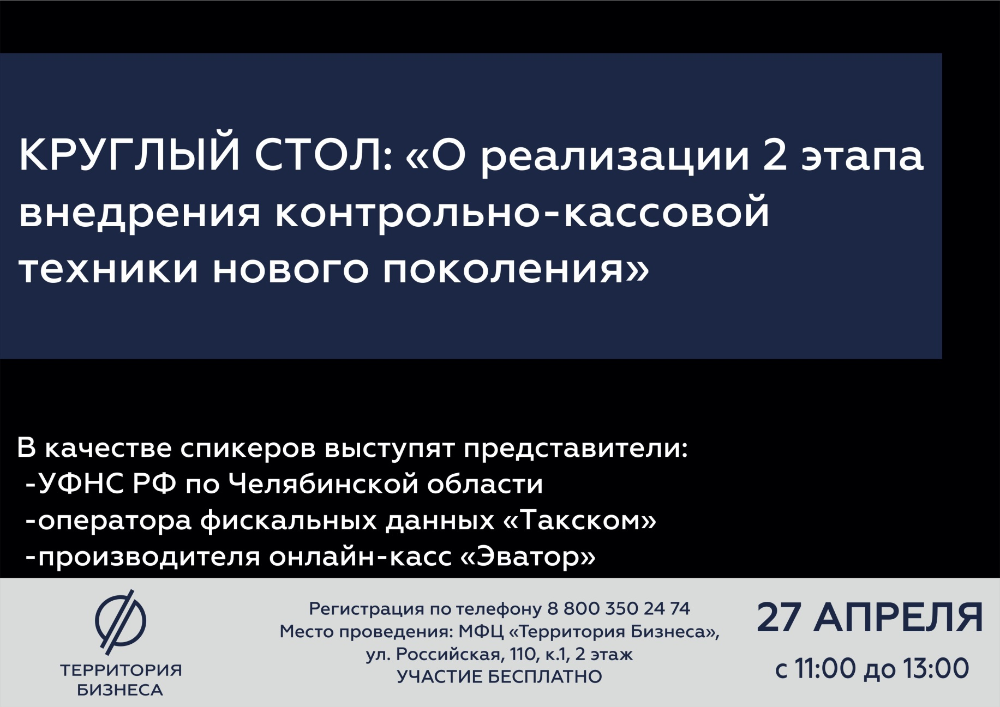 КРУГЛЫЙ СТОЛ: «О реализации 2 этапа
внедрения контрольно-кассовой
техники нового поколения»
В качестве спикеров выступят представители:
-УФНС РФ по Челябинской области
-оператора фискальных данных «Такском»
-производителя онлайн-касс «Эватор»
ТЕРРИТОРИЯ
БИЗНЕСА
Регистрация по телефону 8 800 350 24 74
Место проведения: МФЦ «Территория Бизнеса»,
ул. Российская, 110, к.1, 2 этаж
УЧАСТИЕ БЕСПЛАТНО
27 АПРЕЛЯ
с 11:00 до 13:00